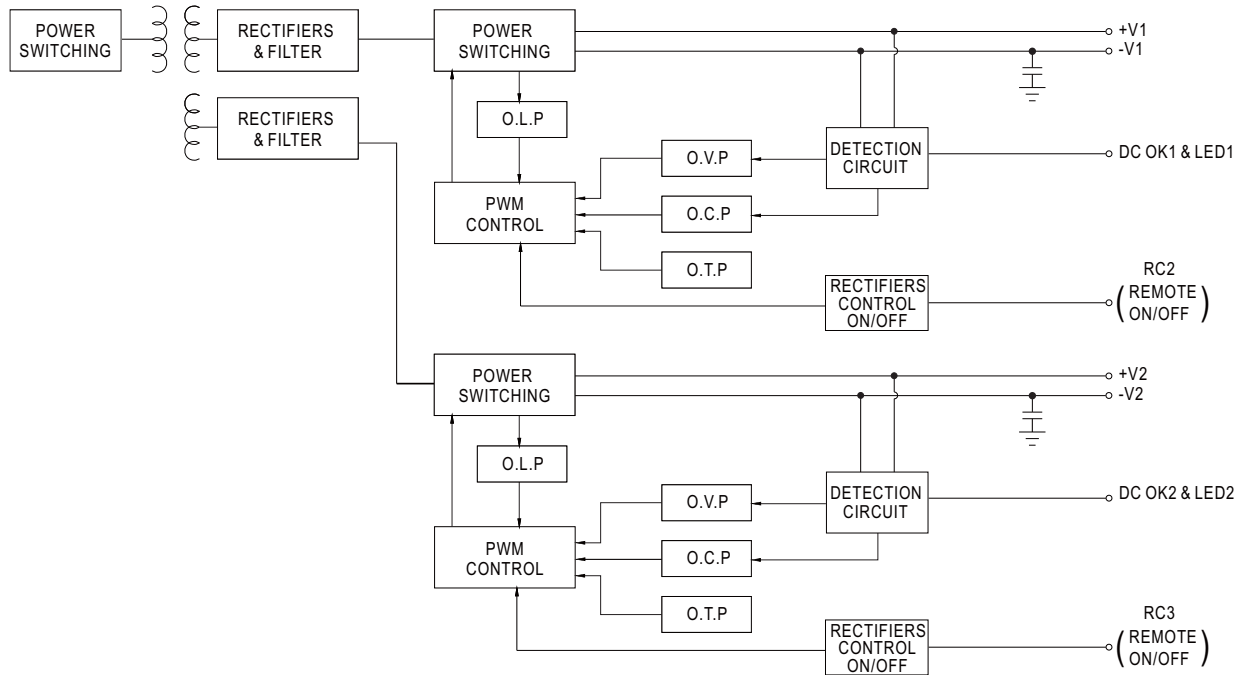 POWER
SWITCHING
RECTIFIERS
& FILTER
POWER
SWITCHING
+V1
-V1
RECTIFIERS
& FILTER
O.L.P
O.V.P
DETECTION
CIRCUIT
DC OK1 & LED1
PWM
CONTROL
O.C.P
O.T.P
RECTIFIERS
CONTROL
ON/OFF
RC2
(REMOTE
ON/OFF)
POWER
SWITCHING
+V2
-V2
O.L.P
O.V.P
DETECTION
CIRCUIT
DC OK2 & LED2
PWM
CONTROL
O.C.P
O.T.P
RECTIFIERS
CONTROL
ON/OFF
RC3
(REMOTE
ON/OFF)